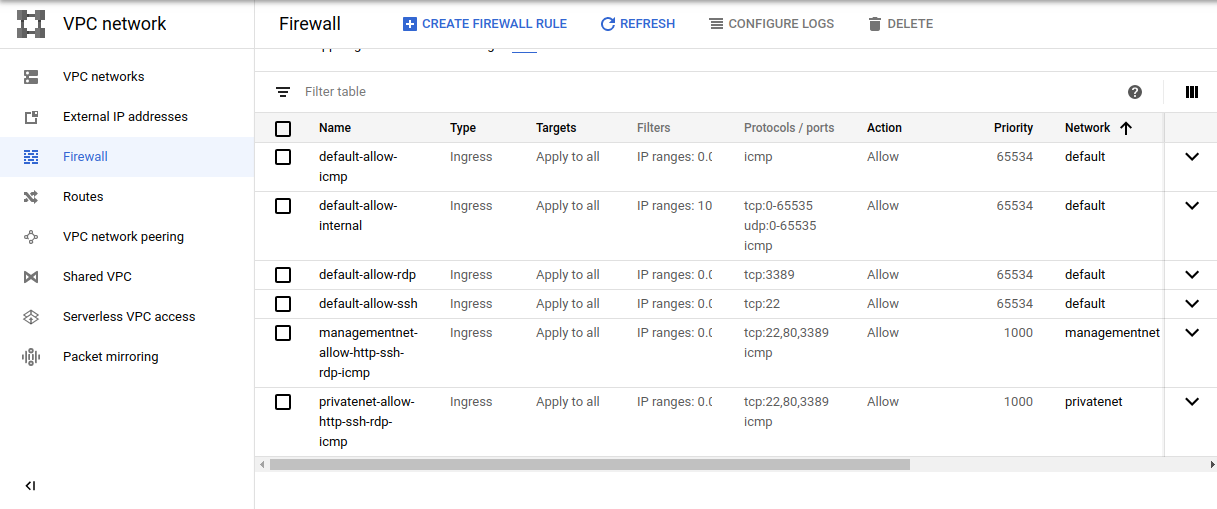 VPC network
Firewall
CREATE FIREWALL RULE
REFRESH
CONFIGURE LOGS
DELETE
VPC networks
External IP addresses
Firewall
Routes
VPC network peering
Shared VPC
Serverless VPC access
Packet mirroring
Filter table
Name Type Targets Filters Protocols / ports Action Priority Network
default-allow- Ingress Apply to all IP ranges: 0.0 icmp Allow 65534 default
icmp
default-allow- Ingress Apply to all IP ranges: 10 tcp:0-65535 Allow 65534 default
internal udp:0-65535
icmp
default-allow-rdp Ingress Apply to all IP ranges: 0.0 tcp:3389 Allow 65534 default
default-allow-ssh Ingress Apply to all IP ranges: 0.0 tcp:22 Allow 65534 default
managementnet- Ingress Apply to all IP ranges: 0.0 tcp:22,80,3389 Allow 1000 managementnet
allow-http-ssh- icmp
rdp-icmp
privatenet-allow- Ingress Apply to all IP ranges: 0.0 tcp:22,80,3389 Allow 1000 privatenet
http-ssh-rdp- icmp
icmp